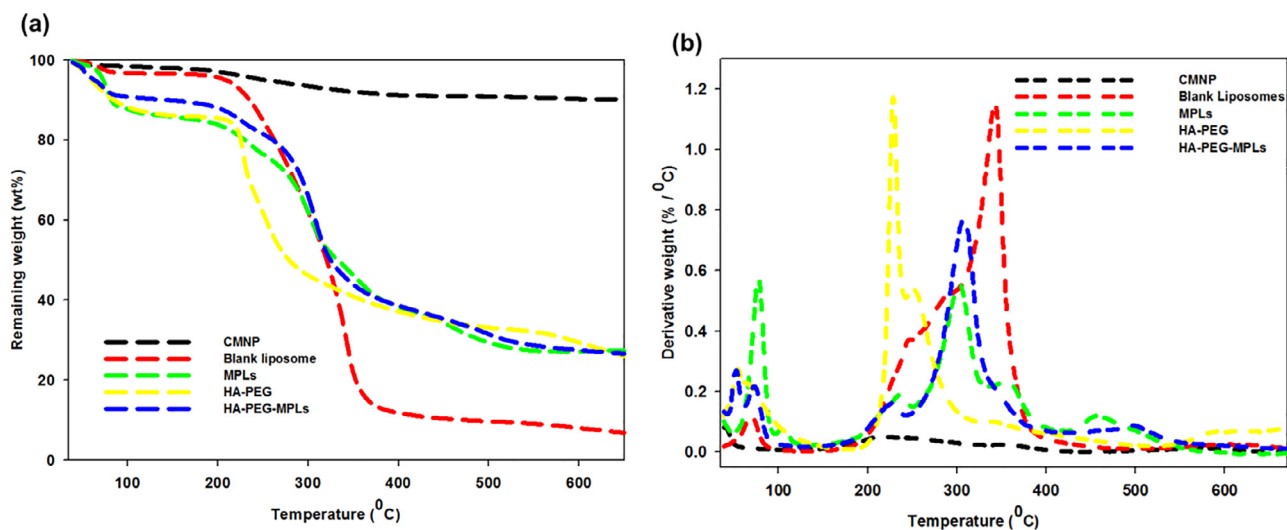 (a)
100
80
60
40
20
0
Remaining weight (wt%)
CMNP
Blank liposome
MPLs
HA-PEG
HA-PEG-MPLs
100 200 300 400 500 600
Temperature (⁰C)
(b)
1.2
1.0
0.8
0.6
0.4
0.2
0.0
Derivative weight (% / ⁰C)
CMNP
Blank Liposomes
MPLs
HA-PEG
HA-PEG-MPLs
100 200 300 400 500 600
Temperature (⁰C)